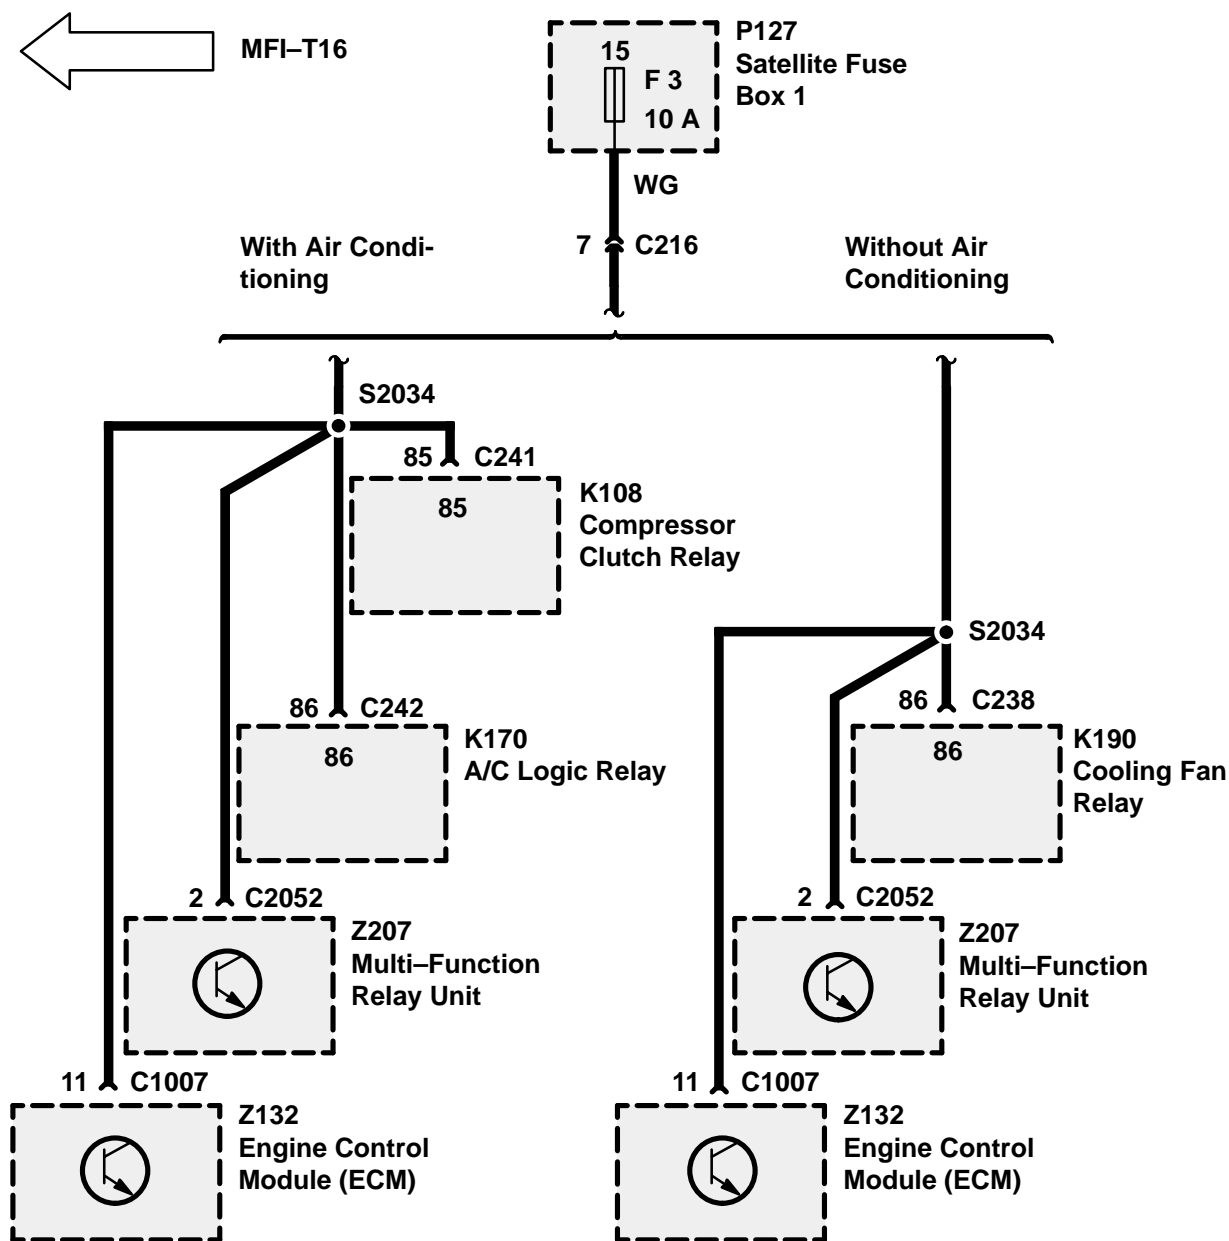 MFI–T16
15
F 3
10 A
P127
Satellite Fuse
Box 1
WG
7 C216
With Air Condi-
tioning
Without Air
Conditioning
S2034
85 C241
85
K108
Compressor
Clutch Relay
S2034
86 C242
86
K170
A/C Logic Relay
86 C238
86
K190
Cooling Fan
Relay
2 C2052
Z207
Multi–Function
Relay Unit
2 C2052
Z207
Multi–Function
Relay Unit
11 C1007
Z132
Engine Control
Module (ECM)
11 C1007
Z132
Engine Control
Module (ECM)